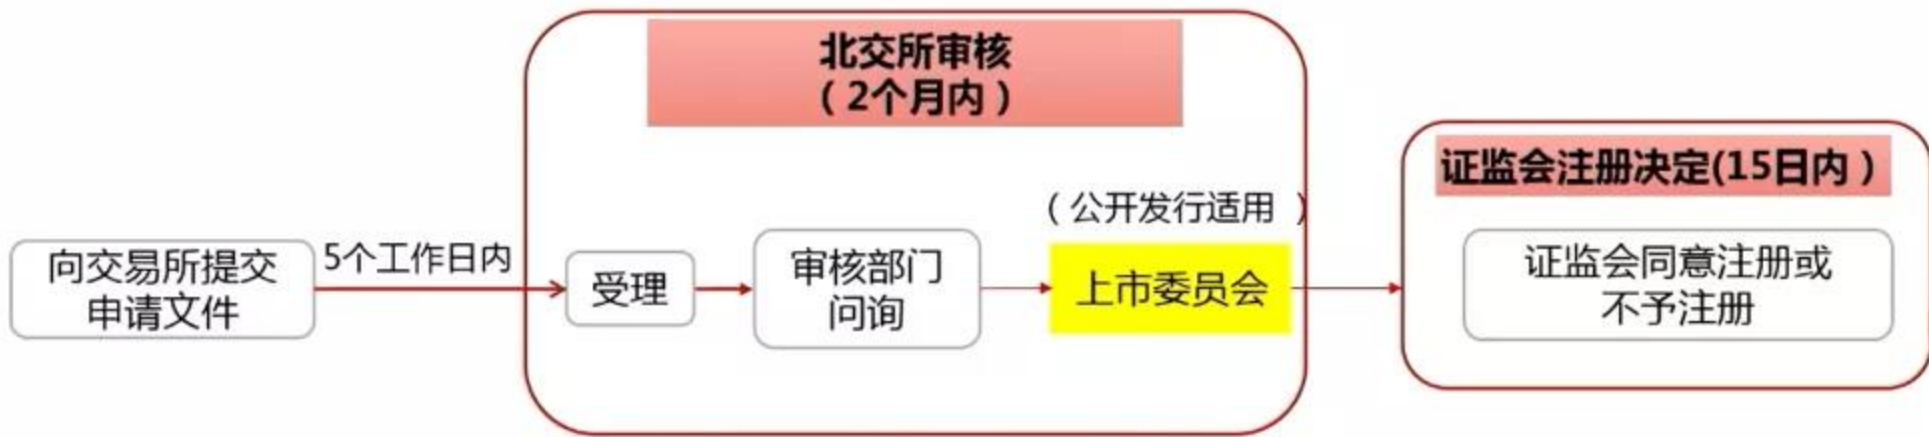 北交所审核
（2个月内）
证监会注册决定(15日内）
（公开发行适用 ）
向交易所提交
申请文件
5个工作日内
受理
审核部门
问询
上市委员会
证监会同意注册或
不予注册